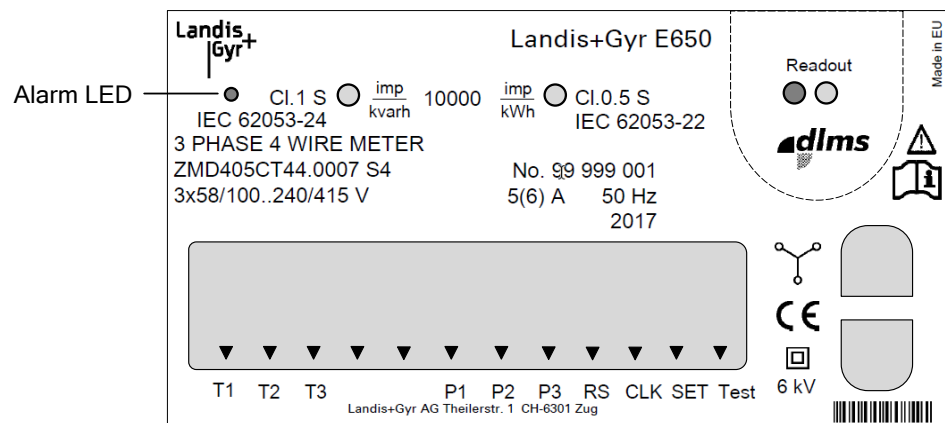 Landis
+
|Gyr
Landis+Gyr E650
Made in EU
Readout
Alarm LED
Cl.1 S imp/kvarh 10000 imp/kWh Cl.0.5 S
IEC 62053-24 IEC 62053-22
dlms
3 PHASE 4 WIRE METER
ZMD405CT44.0007 S4 No. 99 999 001
3x58/100..240/415 V 5(6) A 50 Hz
2017
i
CE
T1 T2 T3 P1 P2 P3 RS CLK SET Test
6 kV
Landis+Gyr AG Theilerstr. 1 CH-6301 Zug